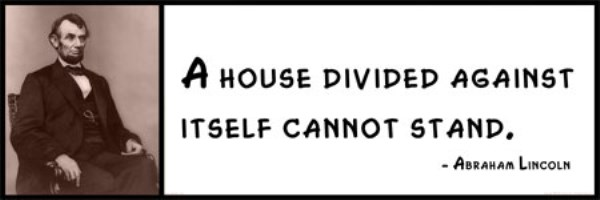 A HOUSE DIVIDED AGAINST
ITSELF CANNOT STAND.
- ABRAHAM LINCOLN